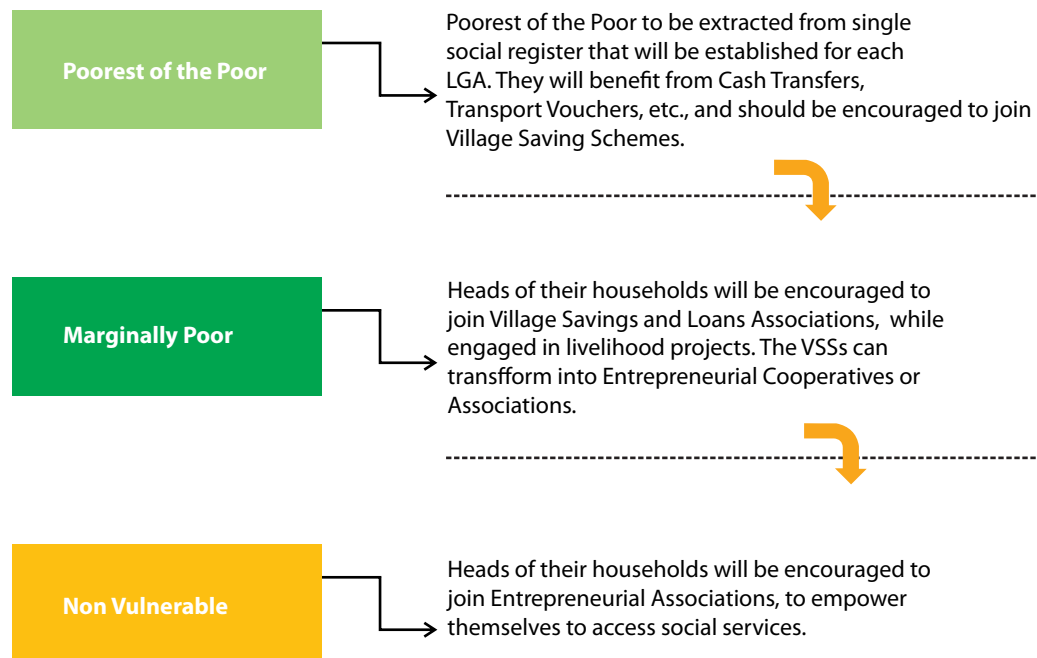 Poorest of the Poor
Poorest of the Poor to be extracted from single
social register that will be established for each
LGA. They will benefit from Cash Transfers,
Transport Vouchers, etc., and should be encouraged to join
Village Saving Schemes.
Marginally Poor
Heads of their households will be encouraged to
join Village Savings and Loans Associations,  while
engaged in livelihood projects. The VSSs can
transfform into Entrepreneurial Cooperatives or
Associations.
Non Vulnerable
Heads of their households will be encouraged to
join Entrepreneurial Associations, to empower
themselves to access social services.